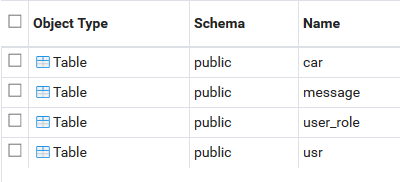 Object Type Schema Name
Table public car
Table public message
Table public user_role
Table public usr